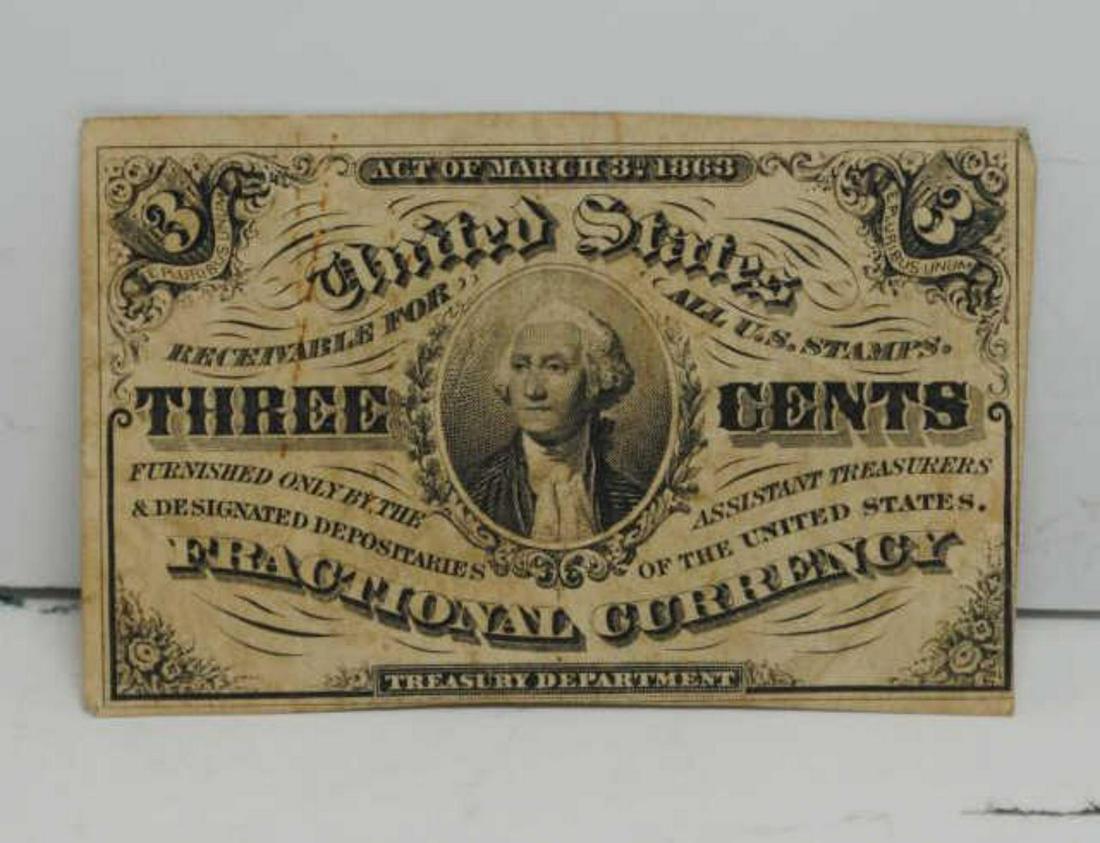 ACT OF MARCH 3RD 1863
3
3
E PLURIBUS UNUM
E PLURIBUS UNUM
United States
RECEIVABLE FOR ALL U.S. STAMPS.
THREE CENTS
FURNISHED ONLY BY THE ASSISTANT TREASURERS
& DESIGNATED DEPOSITARIES OF THE UNITED STATES.
FRACTIONAL CURRENCY
TREASURY DEPARTMENT